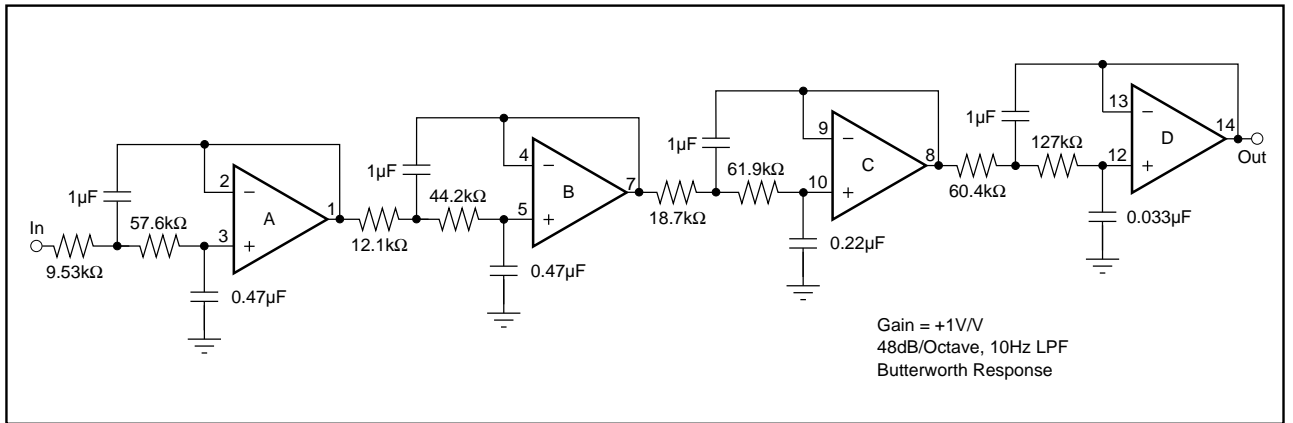 In
9.53kΩ
1µF
57.6kΩ
2
−
3
+
A
1
0.47µF
12.1kΩ
1µF
44.2kΩ
4
−
5
+
B
7
0.47µF
18.7kΩ
1µF
61.9kΩ
9
−
10
+
C
8
0.22µF
60.4kΩ
1µF
127kΩ
13
−
12
+
D
14
Out
0.033µF
Gain = +1V/V
48dB/Octave, 10Hz LPF
Butterworth Response